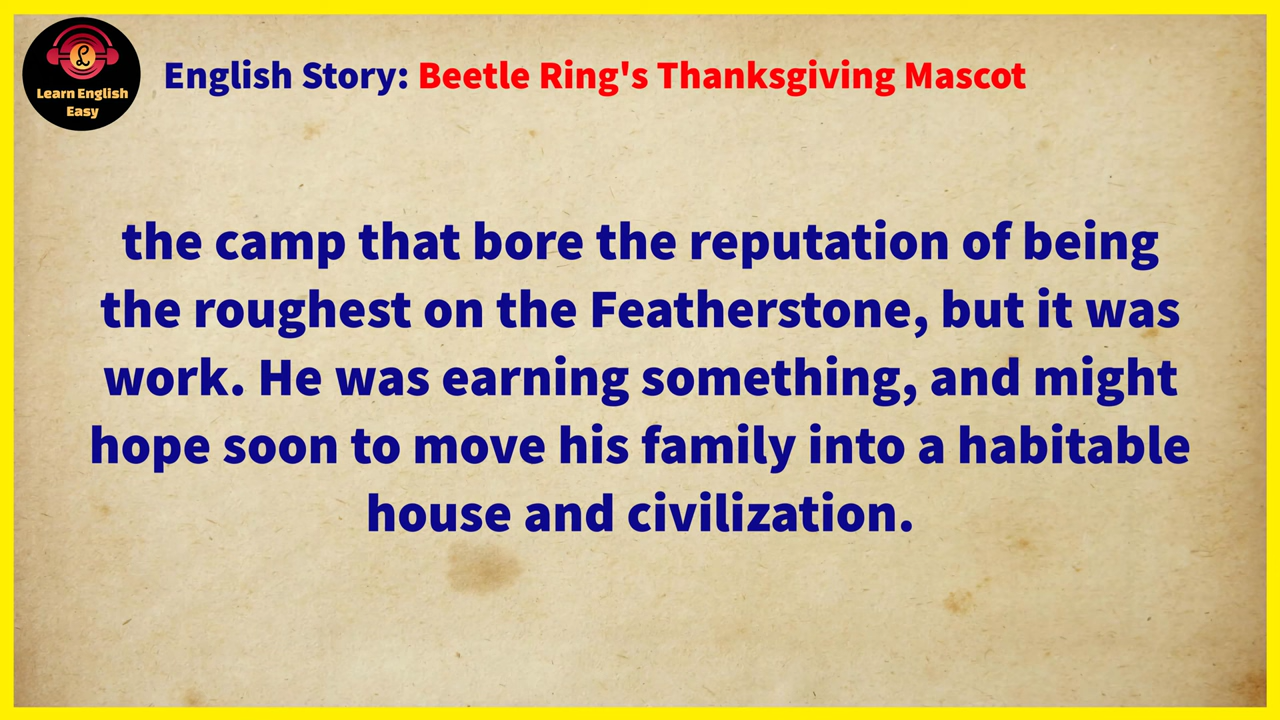 Learn English
Easy
English Story: Beetle Ring's Thanksgiving Mascot
the camp that bore the reputation of being
the roughest on the Featherstone, but it was
work. He was earning something, and might
hope soon to move his family into a habitable
house and civilization.